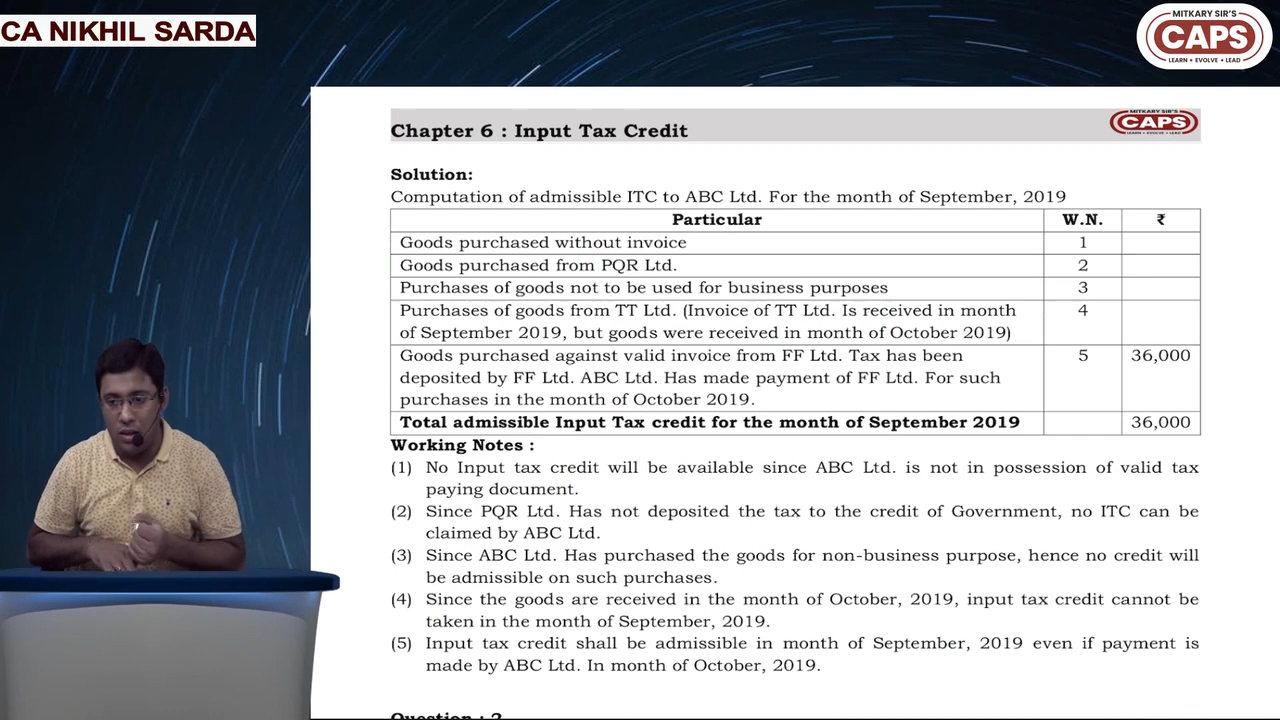 CA NIKHIL SARDA
MITKARY SIR'S
CAPS
LEARN • EVOLVE • LEAD
Chapter 6 : Input Tax Credit
MITKARY SIR'S
CAPS
LEARN • EVOLVE • LEAD
Solution:
Computation of admissible ITC to ABC Ltd. For the month of September, 2019
Particular W.N. ₹
Goods purchased without invoice 1
Goods purchased from PQR Ltd. 2
Purchases of goods not to be used for business purposes 3
Purchases of goods from TT Ltd. (Invoice of TT Ltd. Is received in month 4
of September 2019, but goods were received in month of October 2019)
Goods purchased against valid invoice from FF Ltd. Tax has been 5 36,000
deposited by FF Ltd. ABC Ltd. Has made payment of FF Ltd. For such
purchases in the month of October 2019.
Total admissible Input Tax credit for the month of September 2019 36,000
Working Notes :
(1) No Input tax credit will be available since ABC Ltd. is not in possession of valid tax
paying document.
(2) Since PQR Ltd. Has not deposited the tax to the credit of Government, no ITC can be
claimed by ABC Ltd.
(3) Since ABC Ltd. Has purchased the goods for non-business purpose, hence no credit will
be admissible on such purchases.
(4) Since the goods are received in the month of October, 2019, input tax credit cannot be
taken in the month of September, 2019.
(5) Input tax credit shall be admissible in month of September, 2019 even if payment is
made by ABC Ltd. In month of October, 2019.
Question : 2